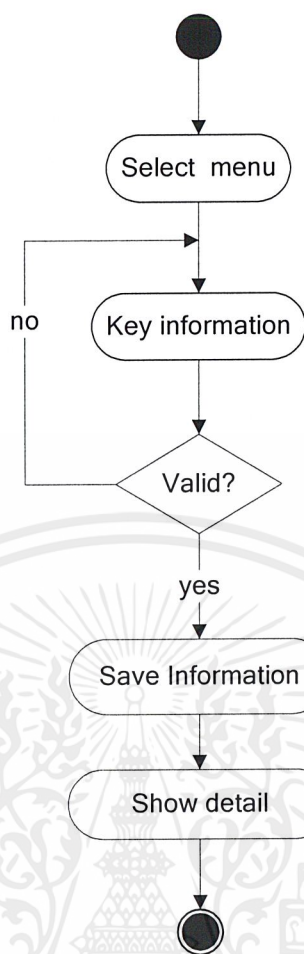 Select menu
no
Key information
Valid?
yes
Save Information
Show detail